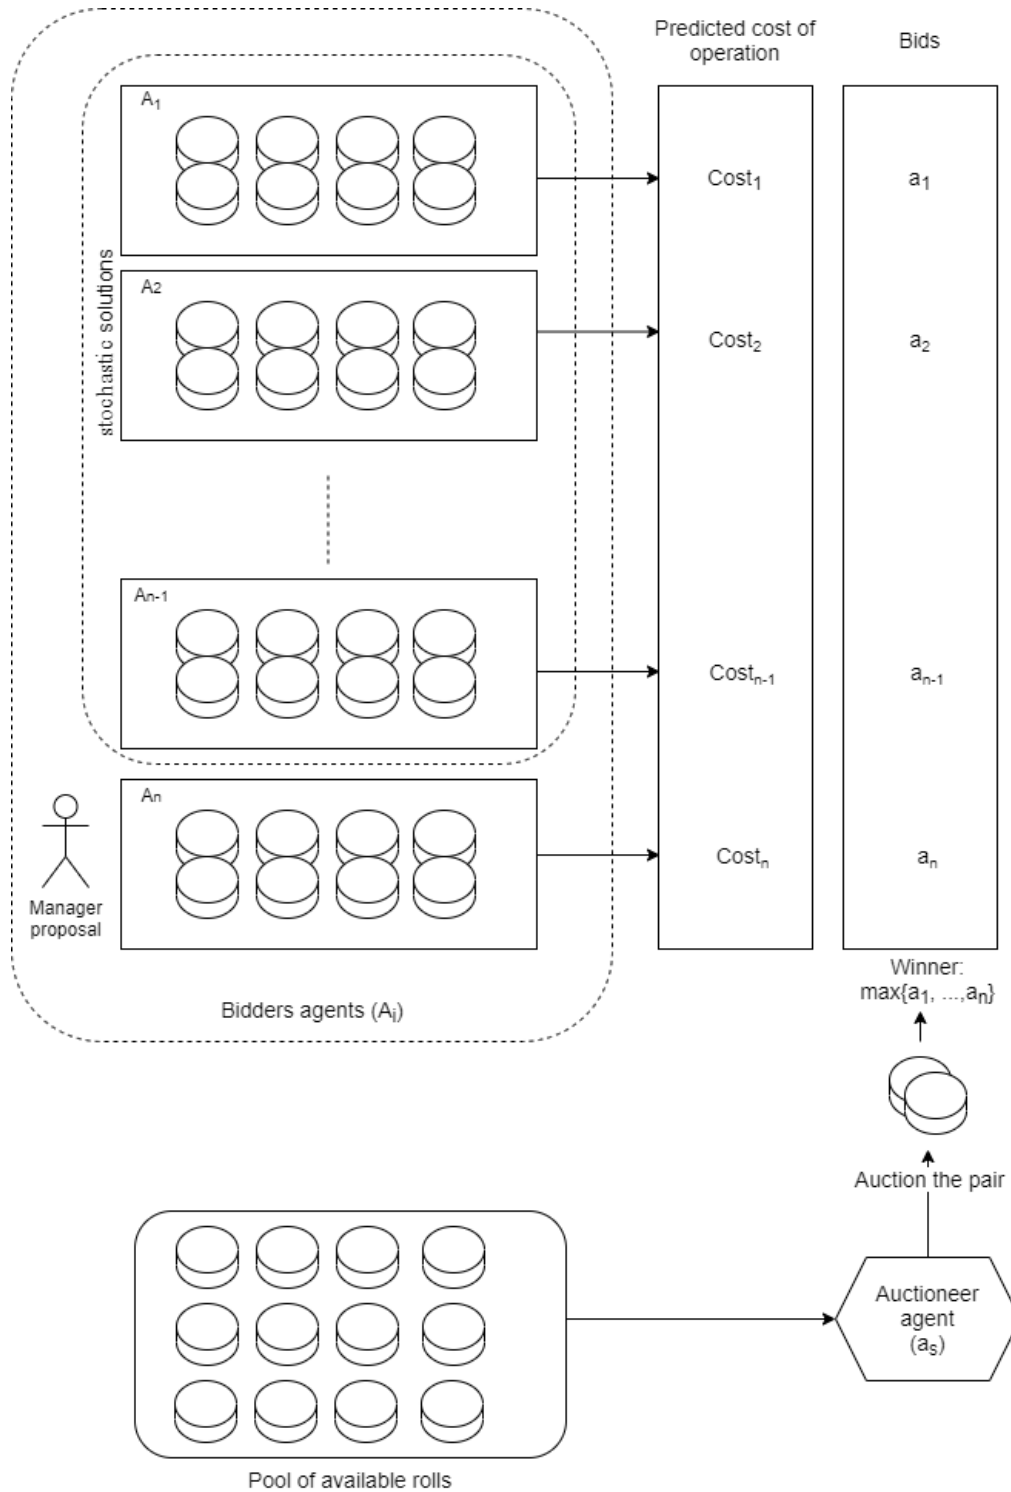 Predicted cost of
operation
Bids
A1
Cost1
a1
stochastic solutions
A2
Cost2
a2
An-1
Costn-1
an-1
An
Costn
an
Manager
proposal
Bidders agents (Ai)
Winner:
max{a1, ...,an}
Auction the pair
Auctioneer
agent
(as)
Pool of available rolls